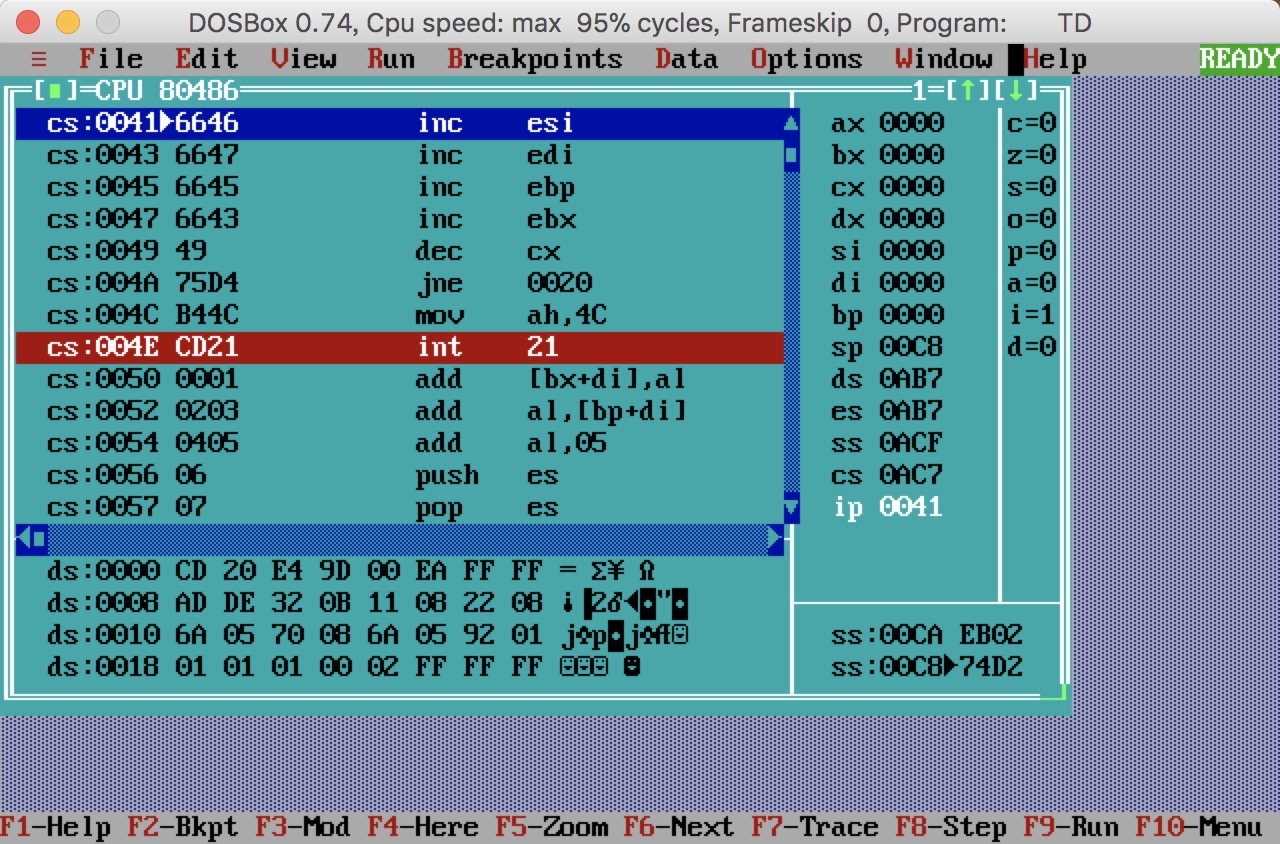 DOSBox 0.74, Cpu speed: max 95% cycles, Frameskip 0, Program: TD
≡ File Edit View Run Breakpoints Data Options Window Help READY
[■]=CPU 80486 1=[↑][↓]
cs:0041►6646 inc esi ax 0000 c=0
cs:0043 6647 inc edi bx 0000 z=0
cs:0045 6645 inc ebp cx 0000 s=0
cs:0047 6643 inc ebx dx 0000 o=0
cs:0049 49 dec cx si 0000 p=0
cs:004A 75D4 jne 0020 di 0000 a=0
cs:004C B44C mov ah,4C bp 0000 i=1
cs:004E CD21 int 21 sp 00C8 d=0
cs:0050 0001 add [bx+di],al ds 0AB7
cs:0052 0203 add al,[bp+di] es 0AB7
cs:0054 0405 add al,05 ss 0ACF
cs:0056 06 push es cs 0AC7
cs:0057 07 pop es ip 0041
ds:0000 CD 20 E4 9D 00 EA FF FF = Σ¥ Ω
ds:0008 AD DE 32 0B 11 08 22 08 ¡▐2♂◄◘"◘
ds:0010 6A 05 70 08 6A 05 92 01 j♣p◘j♣Æ☺ ss:00CA EB02
ds:0018 01 01 01 00 02 FF FF FF ☺☺☺ ☻ ss:00C8►74D2
F1-Help F2-Bkpt F3-Mod F4-Here F5-Zoom F6-Next F7-Trace F8-Step F9-Run F10-Menu